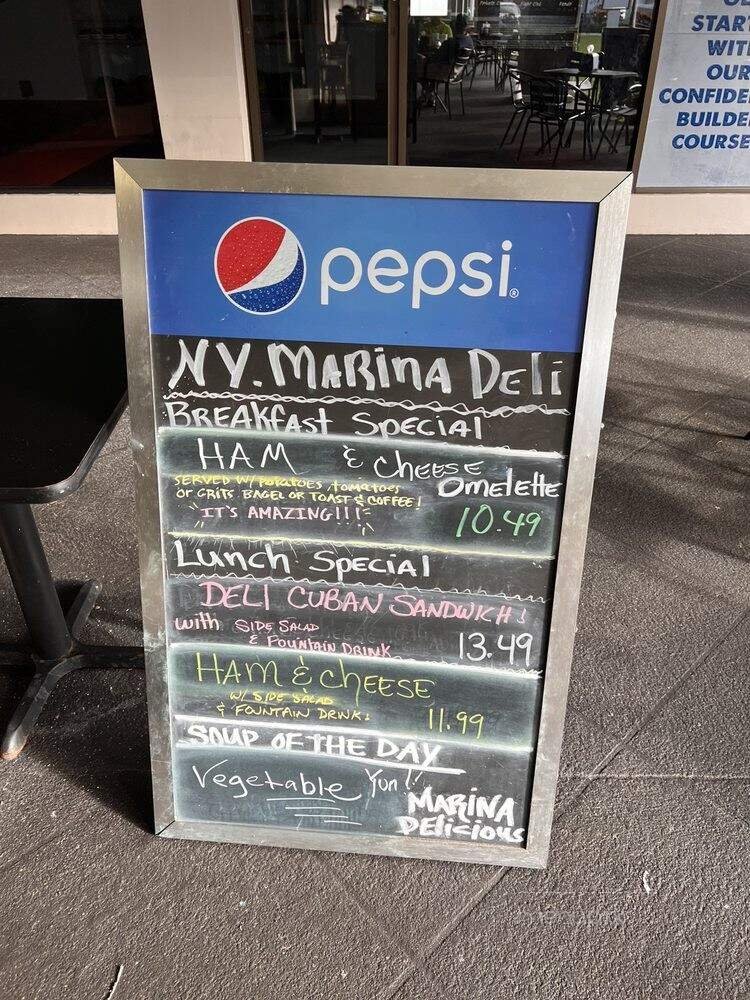 START
WITH
OUR
CONFIDE
BUILDE
COURSE
pepsi®
NY. MARINA DELi
BREAKfAST SPECIAL
HAM & CHEESE OMELETTE
SERVED W/ POTATOES, TOMATOES
OR GRITS BAGEL OR TOAST & COFFEE!
IT'S AMAZING!!!
10.49
LUNCH SPECIAL
DELI CUBAN SANDWICH!
with SIDE SALAD
& FOUNTAIN DRINK 13.49
HAM & CHEESE
W/ SIDE SALAD
& FOUNTAIN DRINK! 11.99
SOUP OF THE DAY
Vegetable Yum!!
MARINA
DELicious